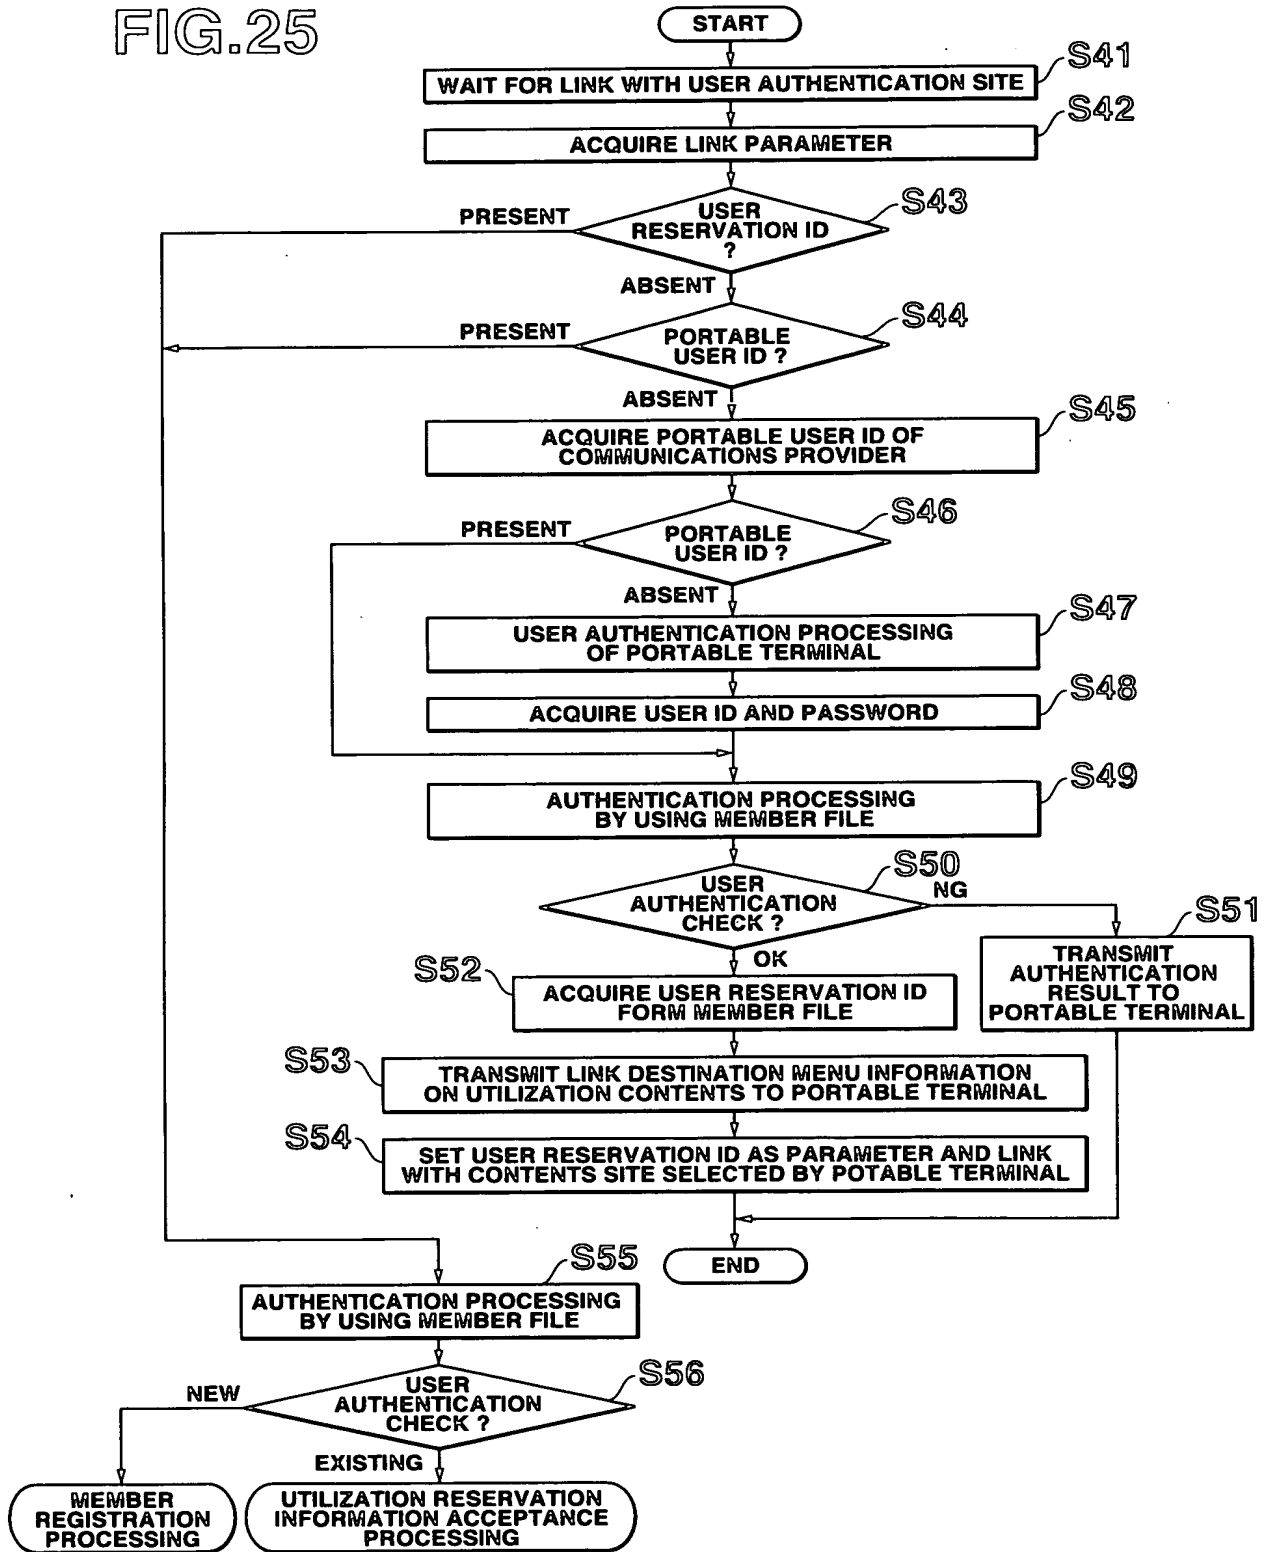 FIG.25
START
S41
WAIT FOR LINK WITH USER AUTHENTICATION SITE
S42
ACQUIRE LINK PARAMETER
S43
PRESENT
USER
RESERVATION ID
?
ABSENT
S44
PRESENT
PORTABLE
USER ID ?
ABSENT
S45
ACQUIRE PORTABLE USER ID OF
COMMUNICATIONS PROVIDER
S46
PRESENT
PORTABLE
USER ID ?
ABSENT
S47
USER AUTHENTICATION PROCESSING
OF PORTABLE TERMINAL
S48
ACQUIRE USER ID AND PASSWORD
S49
AUTHENTICATION PROCESSING
BY USING MEMBER FILE
S50
USER
AUTHENTICATION
CHECK ?
NG
S51
TRANSMIT
AUTHENTICATION
RESULT TO
PORTABLE TERMINAL
OK
S52
ACQUIRE USER RESERVATION ID
FORM MEMBER FILE
S53
TRANSMIT LINK DESTINATION MENU INFORMATION
ON UTILIZATION CONTENTS TO PORTABLE TERMINAL
S54
SET USER RESERVATION ID AS PARAMETER AND LINK
WITH CONTENTS SITE SELECTED BY POTABLE TERMINAL
END
S55
AUTHENTICATION PROCESSING
BY USING MEMBER FILE
S56
NEW
USER
AUTHENTICATION
CHECK ?
EXISTING
MEMBER
REGISTRATION
PROCESSING
UTILIZATION RESERVATION
INFORMATION ACCEPTANCE
PROCESSING